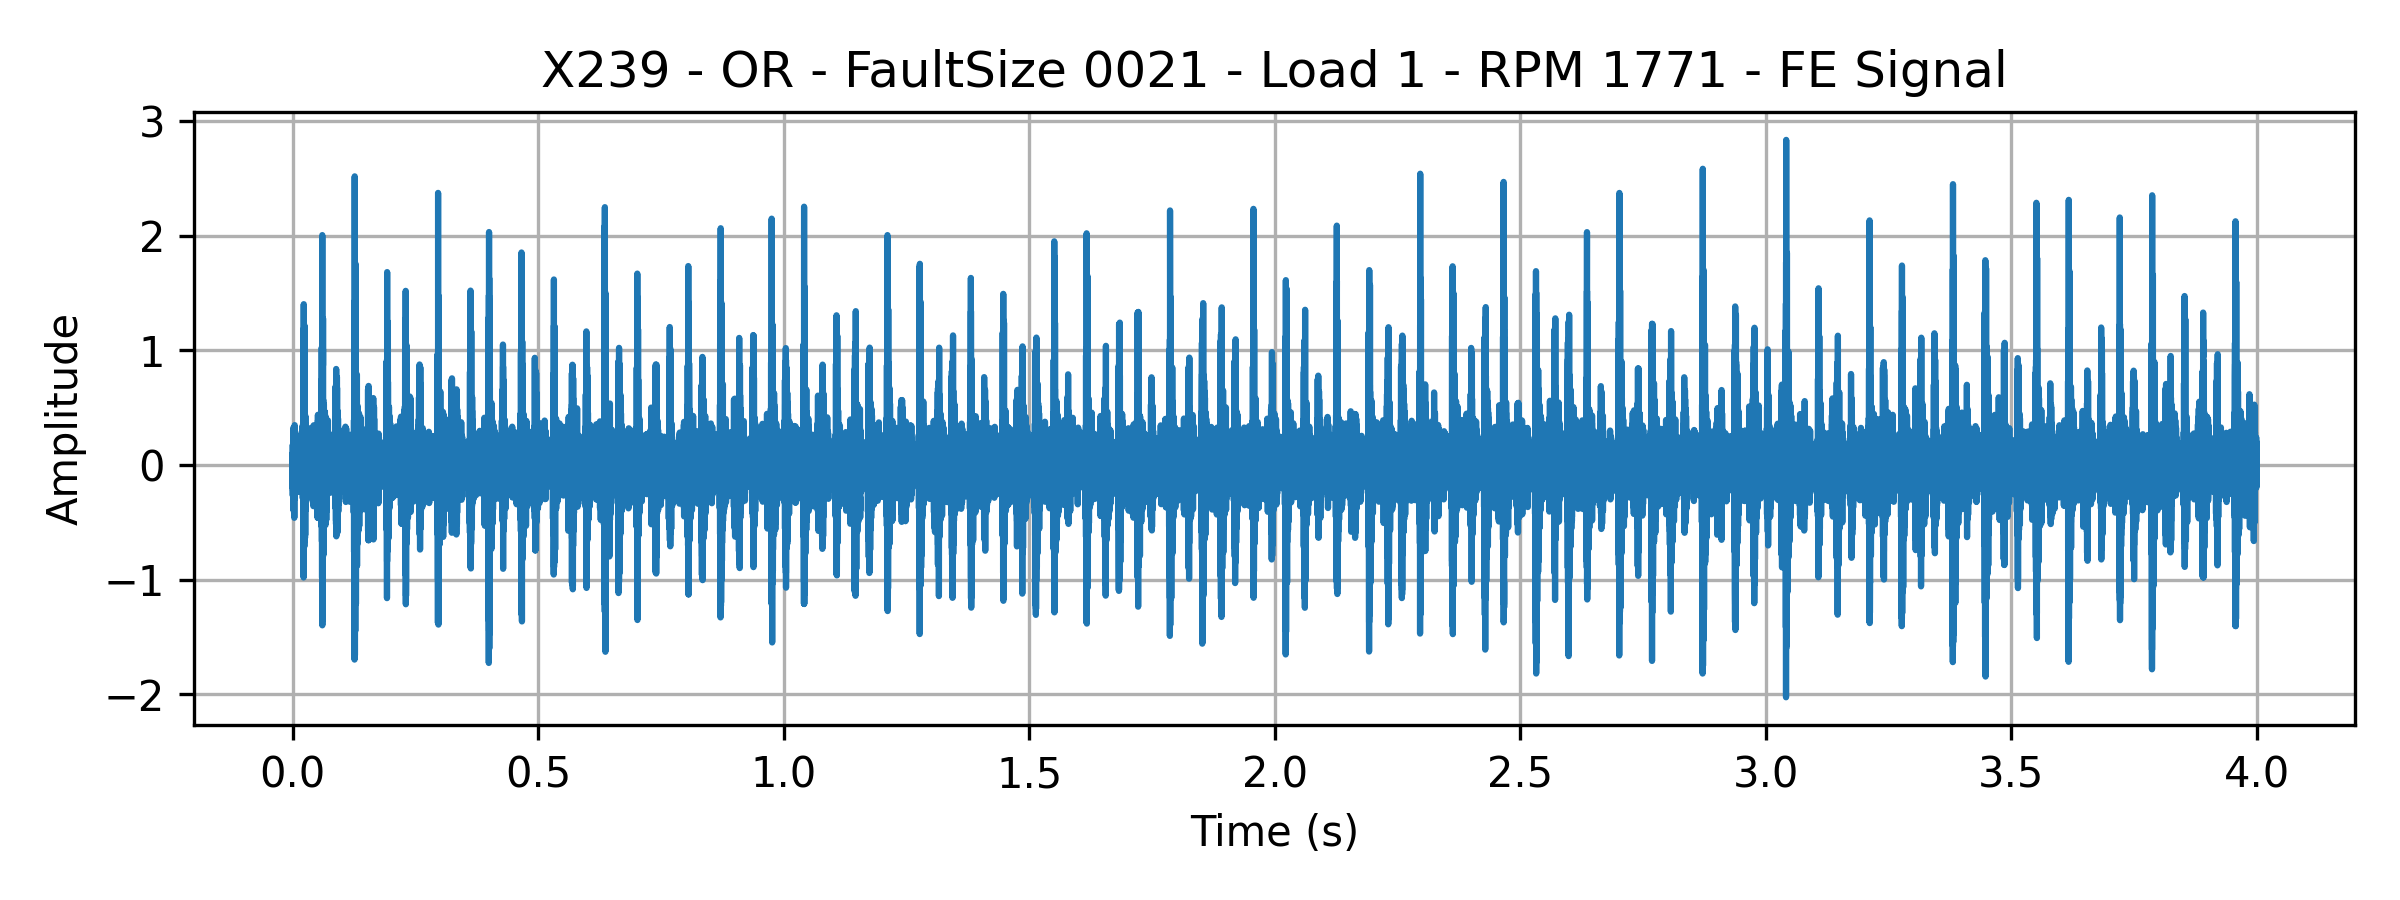 X239 - OR - FaultSize 0021 - Load 1 - RPM 1771 - FE Signal
3
2
1
0
−1
−2
Amplitude
0.0 0.5 1.0 1.5 2.0 2.5 3.0 3.5 4.0
Time (s)